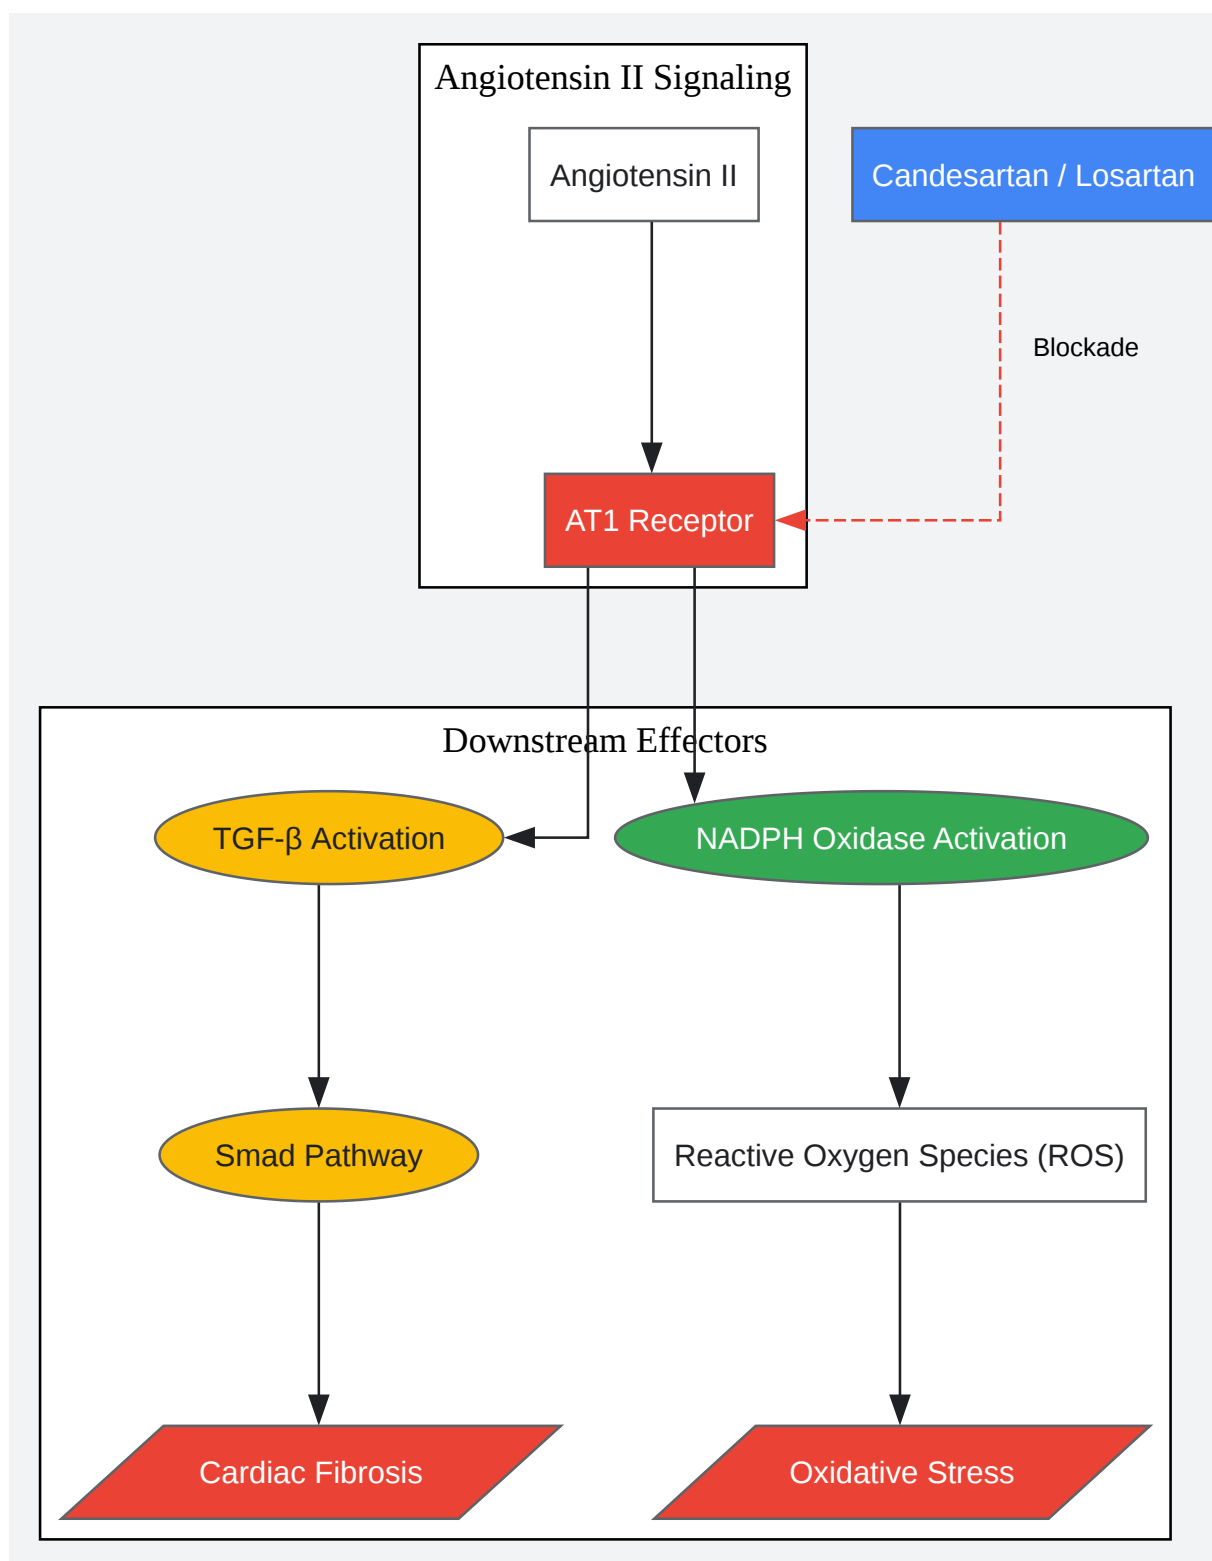 Angiotensin II Signaling
Angiotensin II
Candesartan / Losartan
Blockade
AT1 Receptor
Downstream Effectors
TGF-β Activation
NADPH Oxidase Activation
Smad Pathway
Reactive Oxygen Species (ROS)
Cardiac Fibrosis
Oxidative Stress